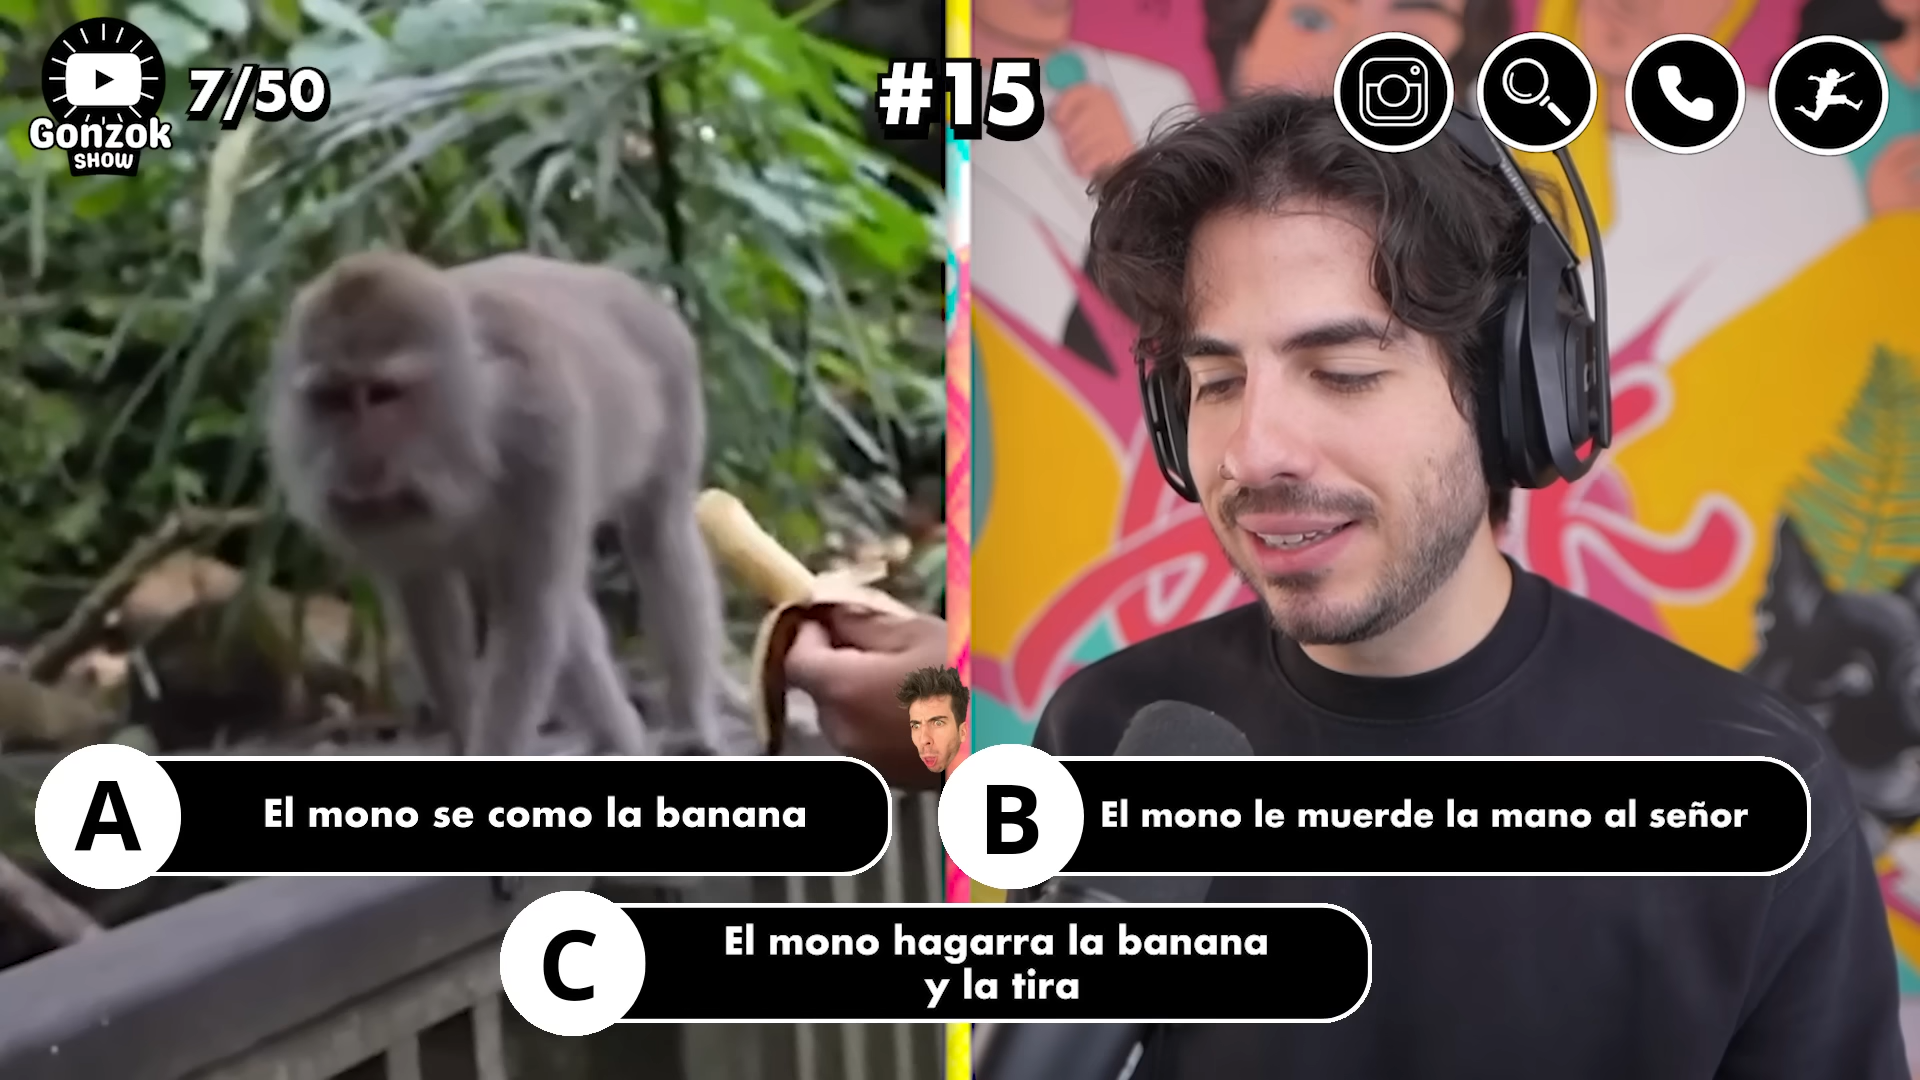 Gonzok
SHOW
7/50
#15
A
El mono se como la banana
B
El mono le muerde la mano al señor
C
El mono hagarra la banana
y la tira